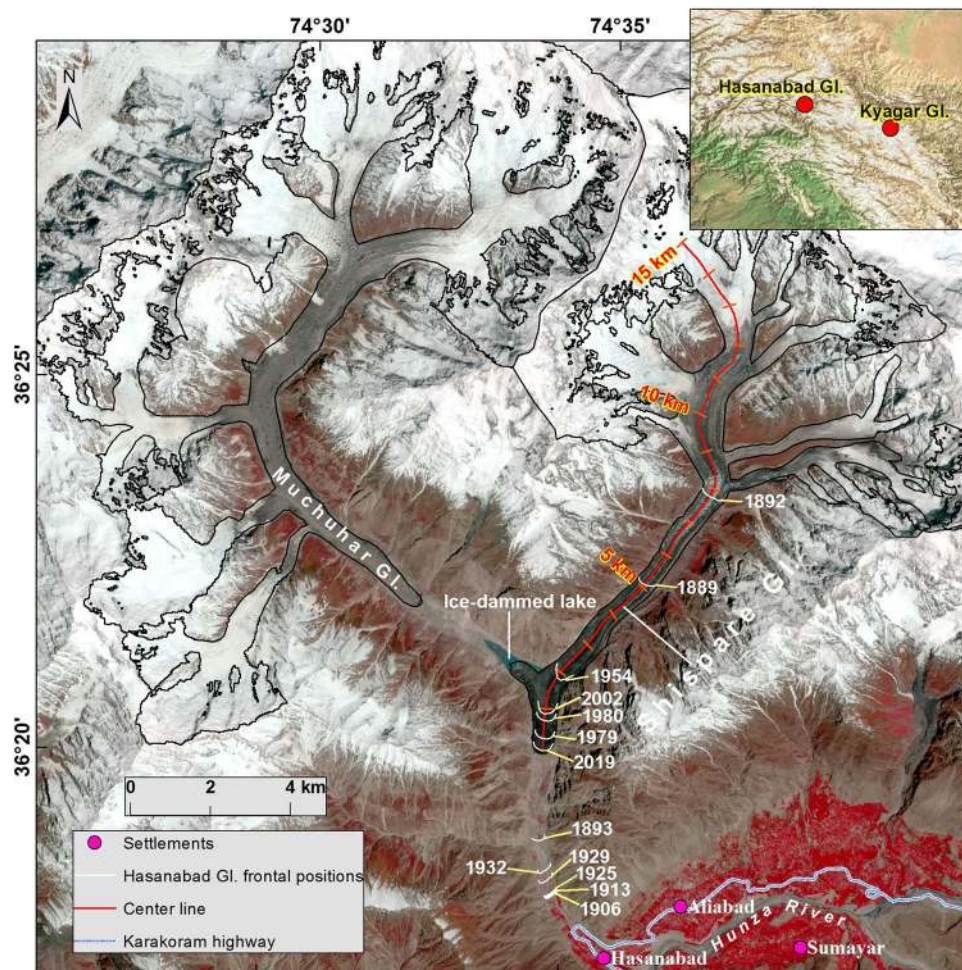 74°30'
74°35'
N
Hasanabad Gl.
Kyagar Gl.
15 km
36°25'
10 km
Muchuhar Gl.
1892
5 km
1889
Ice-dammed lake
Shispare Gl.
1954
2002
1980
36°20'
1979
2019
0 2 4 km
1893
Settlements
1932
1929
Hasanabad Gl. frontal positions
1925
1913
Center line
1906
Aliabad
Hunza River
Karakoram highway
Hasanabad
Sumayar